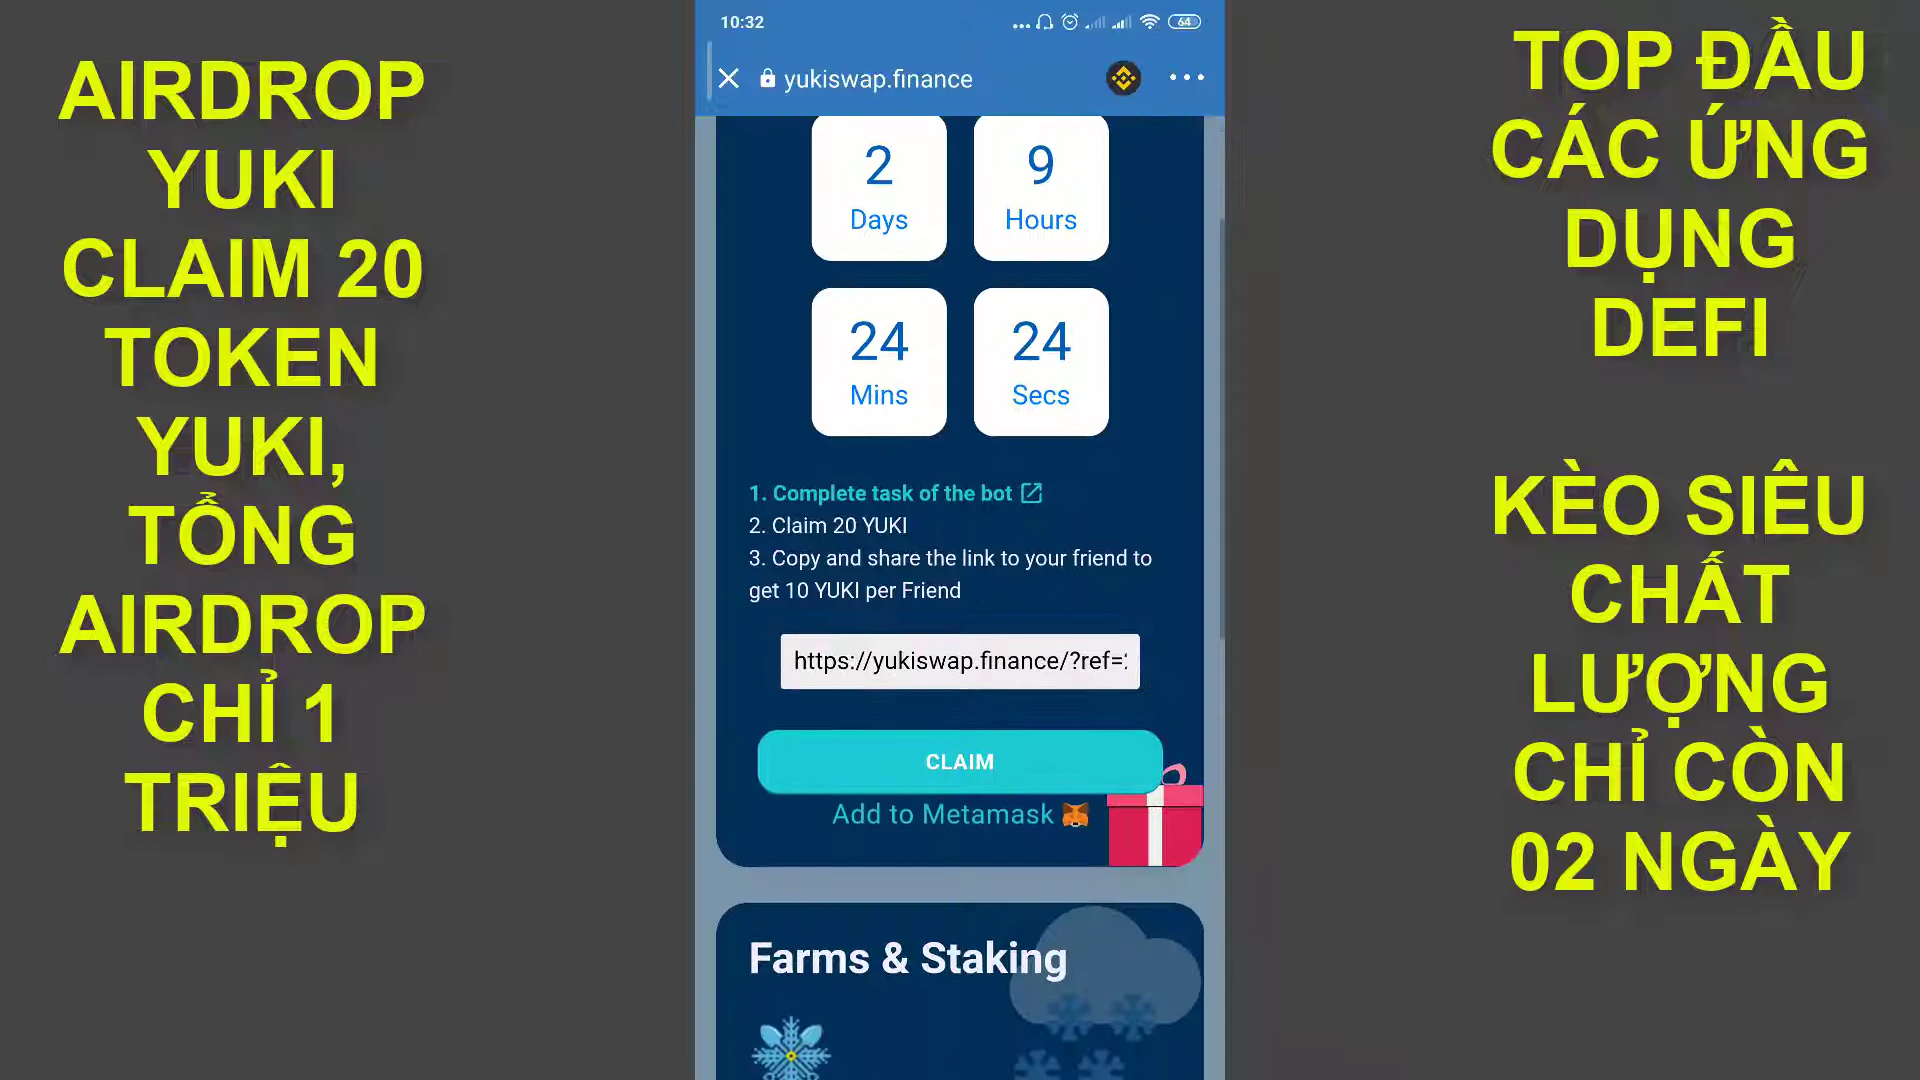 AIRDROP
YUKI
CLAIM 20
TOKEN
YUKI,
TỔNG
AIRDROP
CHỈ 1
TRIỆU
10:32
64
yukiswap.finance
2
Days
9
Hours
24
Mins
24
Secs
1. Complete task of the bot
2. Claim 20 YUKI
3. Copy and share the link to your friend to
get 10 YUKI per Friend
https://yukiswap.finance/?ref=
CLAIM
Add to Metamask
Farms & Staking
TOP ĐẦU
CÁC ỨNG
DỤNG
DEFI
KÈO SIÊU
CHẤT
LƯỢNG
CHỈ CÒN
02 NGÀY